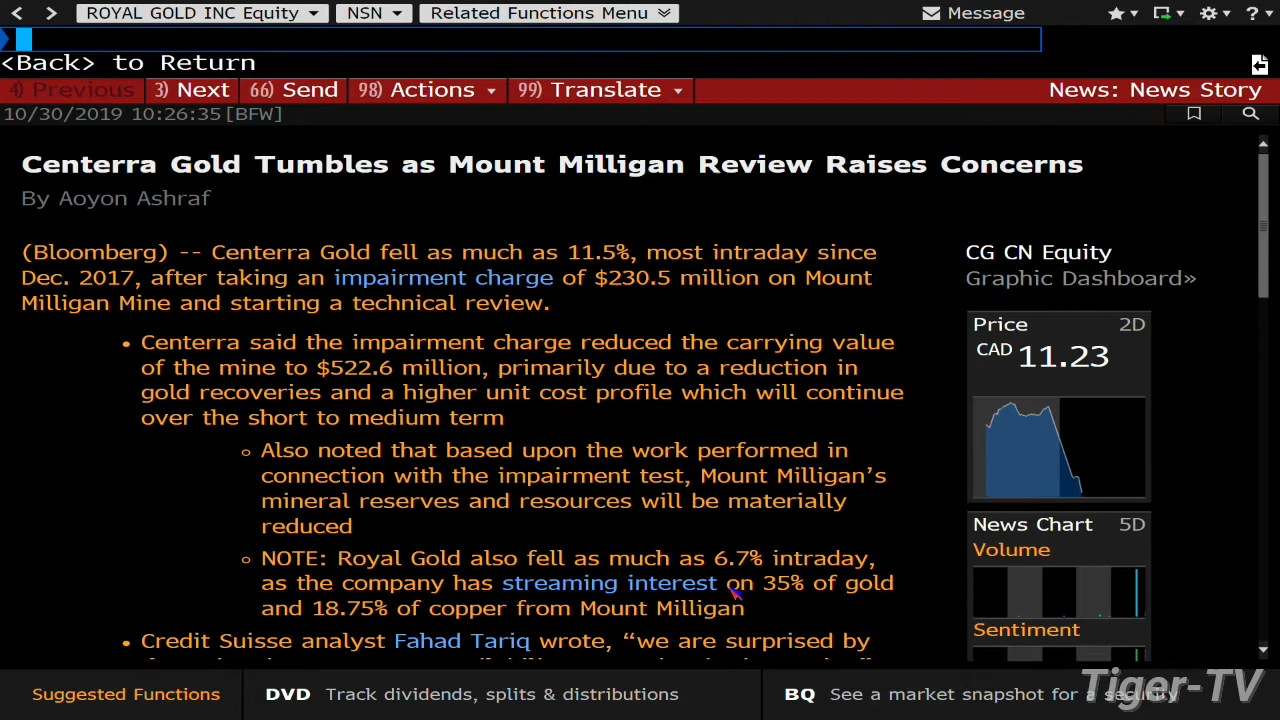 ROYAL GOLD INC Equity NSN Related Functions Menu Message
<Back> to Return
4) Previous 3) Next 66) Send 98) Actions 99) Translate News: News Story
10/30/2019 10:26:35 [BFW]
Centerra Gold Tumbles as Mount Milligan Review Raises Concerns
By Aoyon Ashraf
(Bloomberg) -- Centerra Gold fell as much as 11.5%, most intraday since
Dec. 2017, after taking an impairment charge of $230.5 million on Mount
Milligan Mine and starting a technical review.
• Centerra said the impairment charge reduced the carrying value
of the mine to $522.6 million, primarily due to a reduction in
gold recoveries and a higher unit cost profile which will continue
over the short to medium term
○ Also noted that based upon the work performed in
connection with the impairment test, Mount Milligan's
mineral reserves and resources will be materially
reduced
○ NOTE: Royal Gold also fell as much as 6.7% intraday,
as the company has streaming interest on 35% of gold
and 18.75% of copper from Mount Milligan
• Credit Suisse analyst Fahad Tariq wrote, “we are surprised by
CG CN Equity
Graphic Dashboard»
Price 2D
CAD 11.23
News Chart 5D
Volume
Sentiment
Suggested Functions DVD Track dividends, splits & distributions BQ See a market snapshot for a security
Tiger-TV